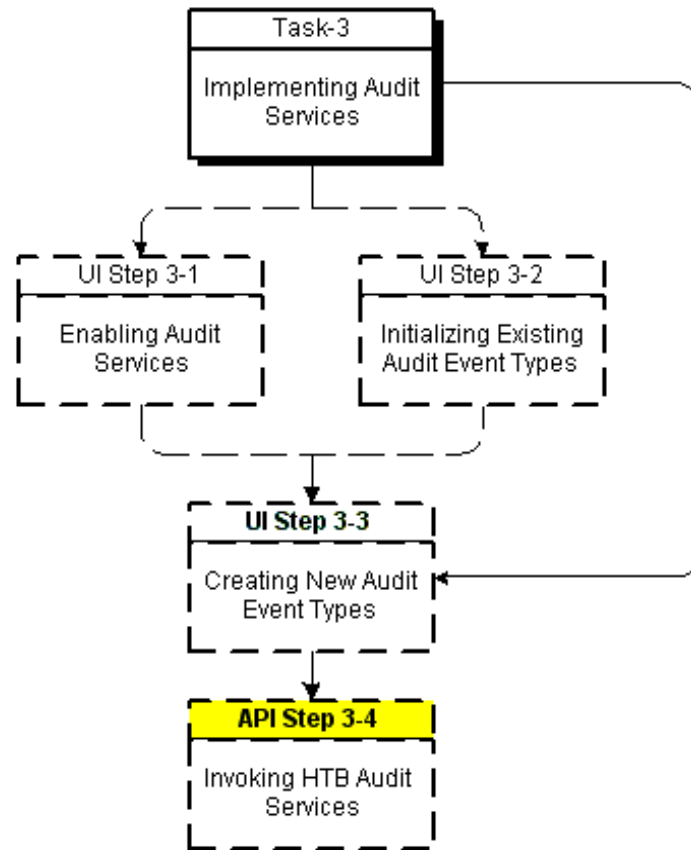 Task-3
Implementing Audit
Services
UI Step 3-1
Enabling Audit
Services
UI Step 3-2
Initializing Existing
Audit Event Types
UI Step 3-3
Creating New Audit
Event Types
API Step 3-4
Invoking HTB Audit
Services